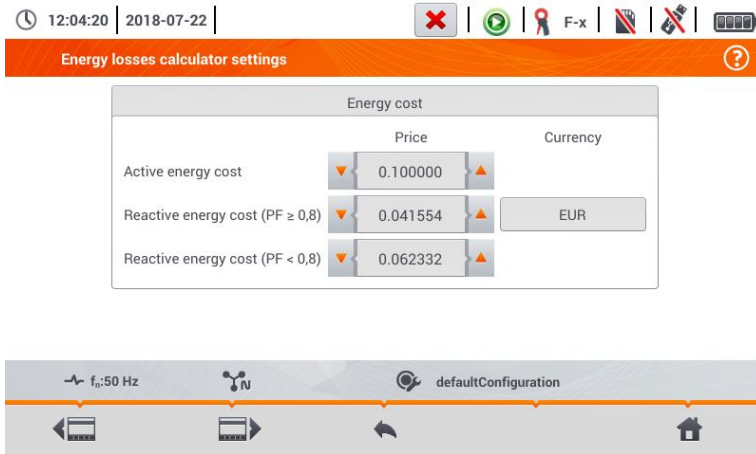 12:04:20 2018-07-22 F-x
Energy losses calculator settings ?
Energy cost
Price Currency
Active energy cost 0.100000
Reactive energy cost (PF ≥ 0,8) 0.041554 EUR
Reactive energy cost (PF < 0,8) 0.062332
fn:50 Hz N defaultConfiguration